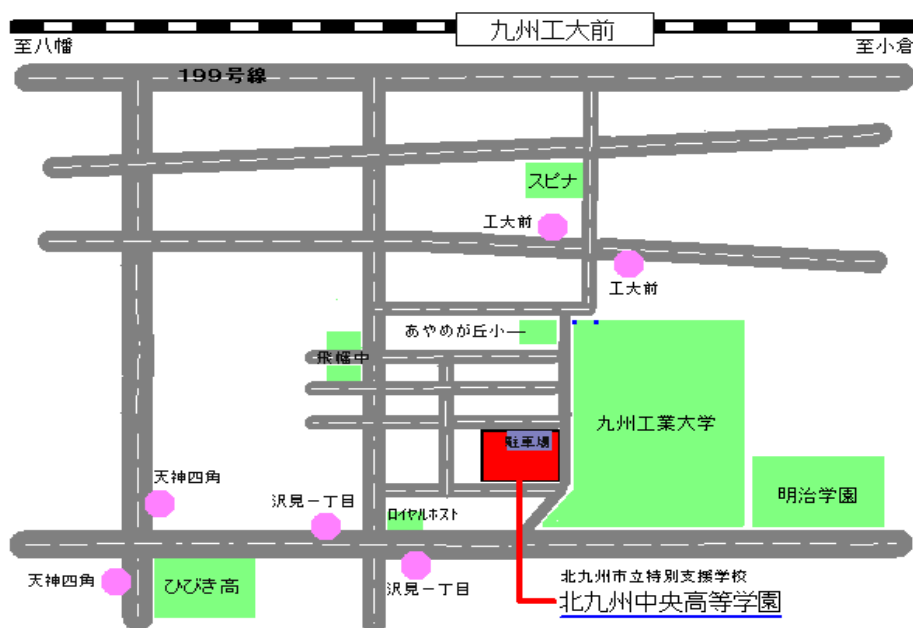 九州工大前
至八幡
至小倉
199号線
スピナ
工大前
工大前
あやめが丘小
飛幡中
九州工業大学
駐車場
天神四角
沢見一丁目
ロイヤルホスト
明治学園
天神四角
ひびき高
沢見一丁目
北九州市立特別支援学校
北九州中央高等学園